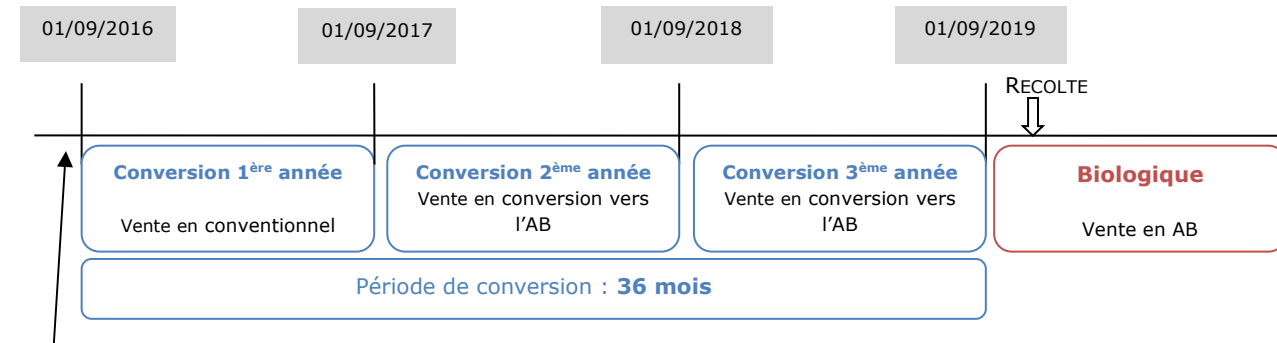 01/09/2016
01/09/2017
01/09/2018
01/09/2019
RECOLTE
Conversion 1ère année
Vente en conventionnel
Conversion 2ème année
Vente en conversion vers
l’AB
Conversion 3ème année
Vente en conversion vers
l’AB
Biologique
Vente en AB
Période de conversion : 36 mois